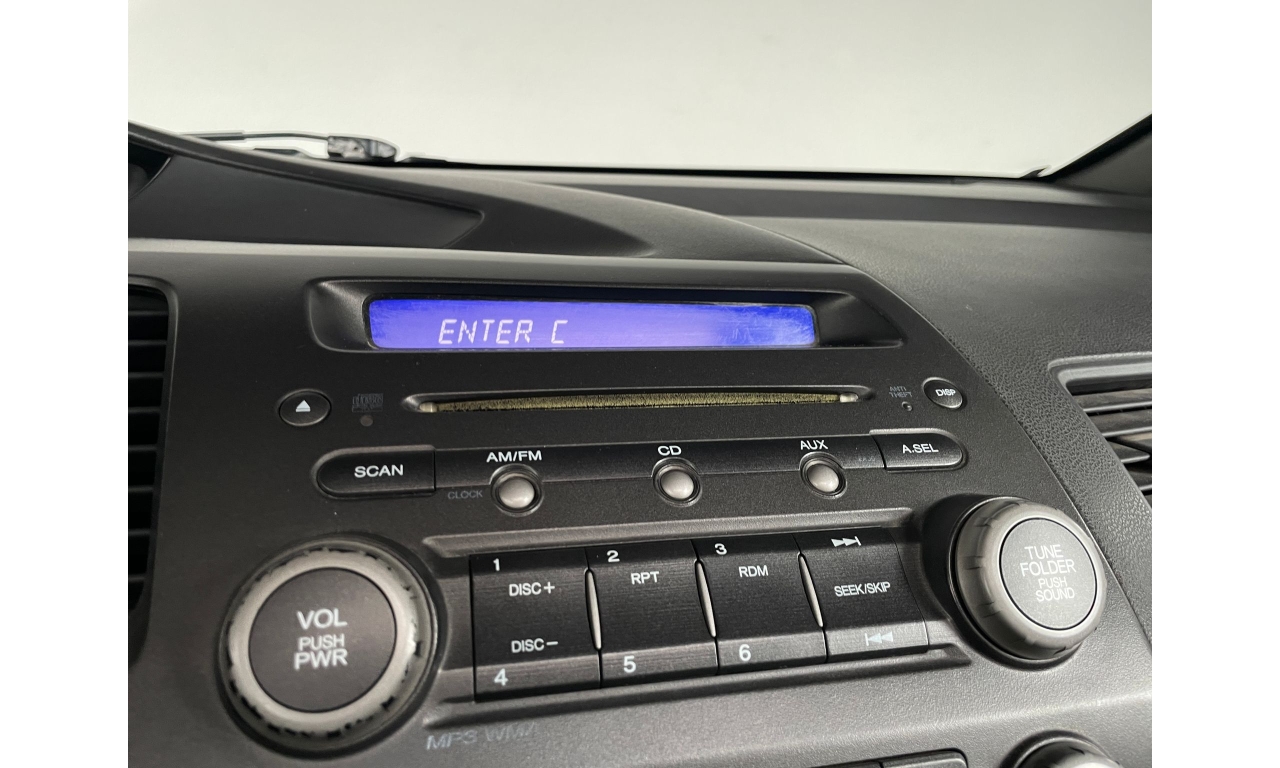 ENTER C
ANTI
THEFT
DISP
SCAN
AM/FM
CD
AUX
A.SEL
CLOCK
1
2
3
DISC+
RPT
RDM
SEEK/SKIP
DISC−
4
5
6
VOL
PUSH
PWR
TUNE
FOLDER
PUSH
SOUND
MP3 WMA